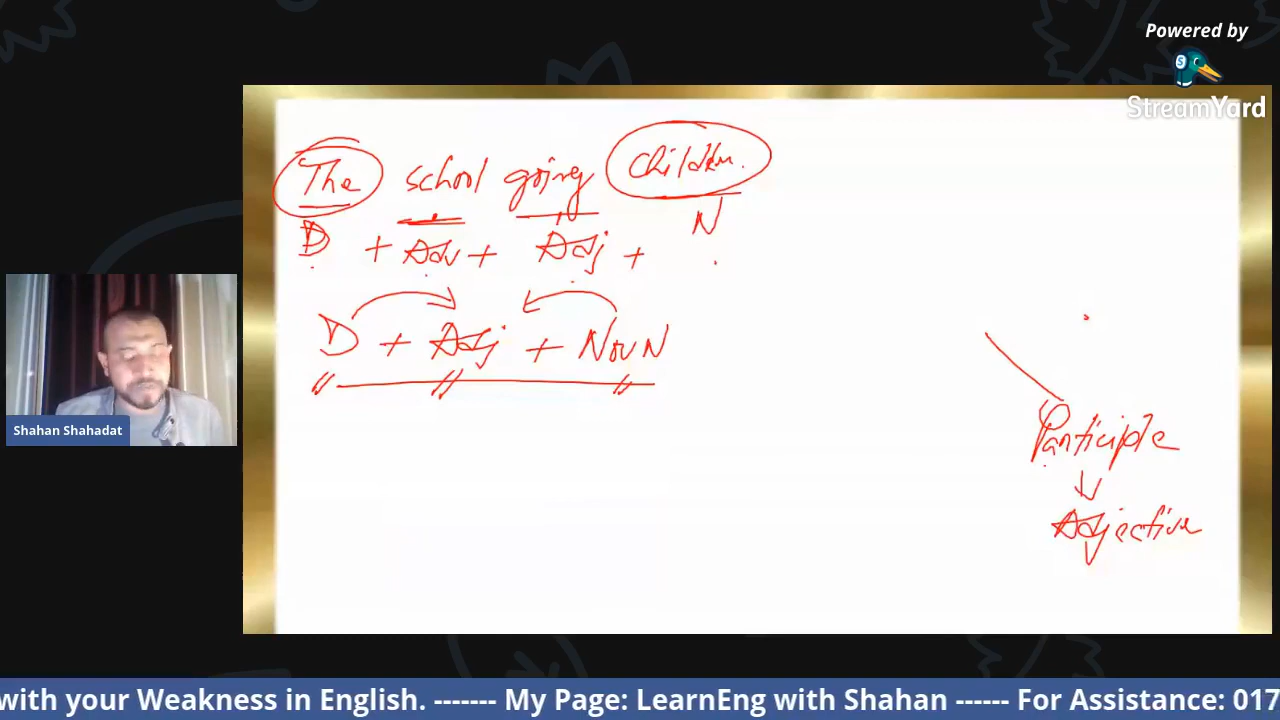 Powered by
StreamYard
The school going children.
D + Adv + Adj + N
D + Adj + NouN
Participle
Adjective
Shahan Shahadat
with your Weakness in English. ------- My Page: LearnEng with Shahan ------ For Assistance: 017